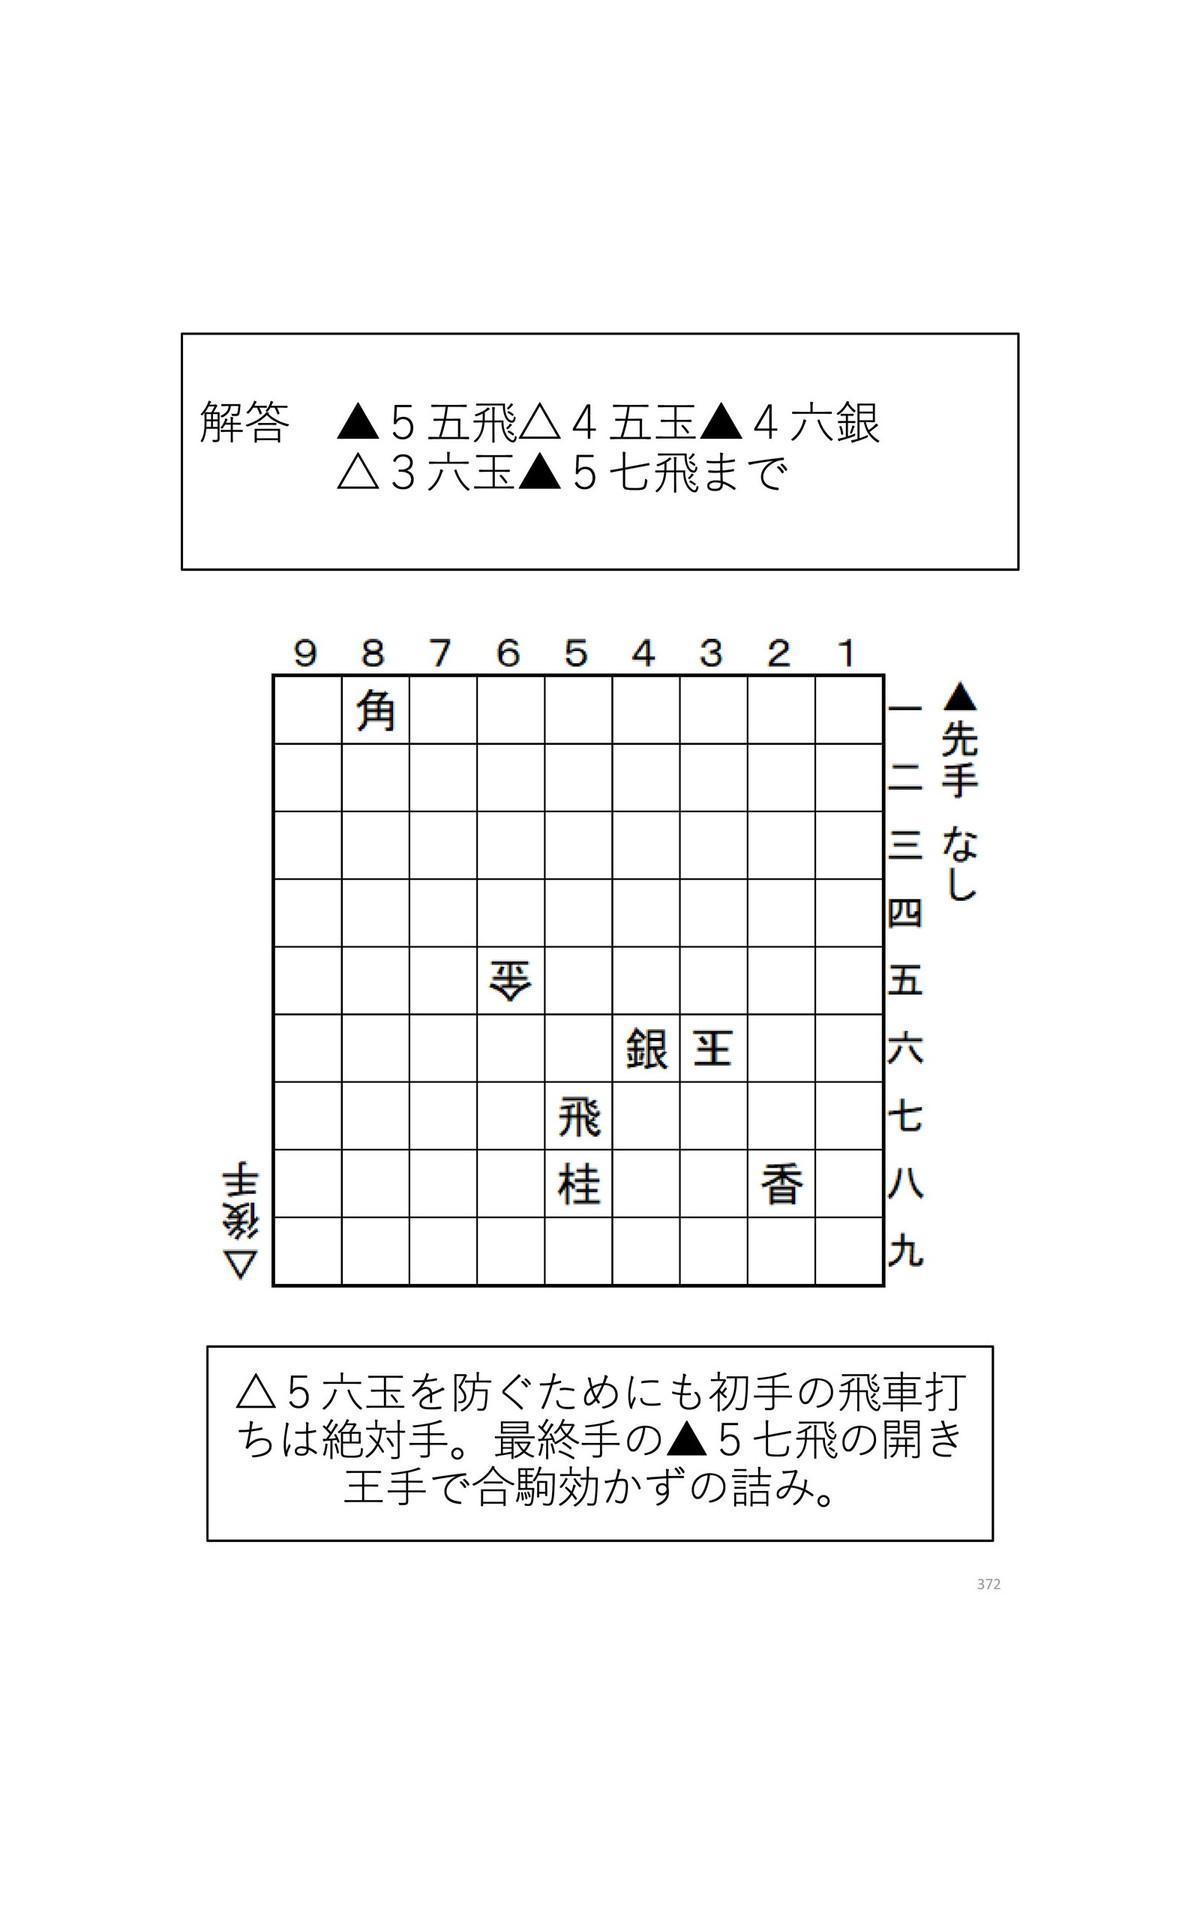 解答　▲５五飛△４五玉▲４六銀
△３六玉▲５七飛まで
9 8 7 6 5 4 3 2 1
角
金
銀 王
飛
桂 香
一
二
三
四
五
六
七
八
九
▲先手 なし
△後手
△５六玉を防ぐためにも初手の飛車打
ちは絶対手。最終手の▲５七飛の開き
王手で合駒効かずの詰み。
372